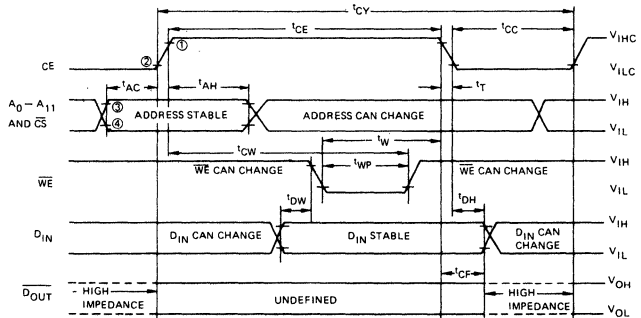 tCY
tCE
tCC
① VIHC
CE ② VILC
tAC tAH tT
A0 – A11 ③ ADDRESS STABLE ADDRESS CAN CHANGE VIH
AND CS ④ VIL
tW
tCW
WE CAN CHANGE tWP WE CAN CHANGE VIH
WE VIL
tDW tDH
VIH
DIN DIN CAN CHANGE DIN STABLE DIN CAN CHANGE
VIL
tCF
VOH
DOUT HIGH IMPEDANCE UNDEFINED HIGH IMPEDANCE
VOL